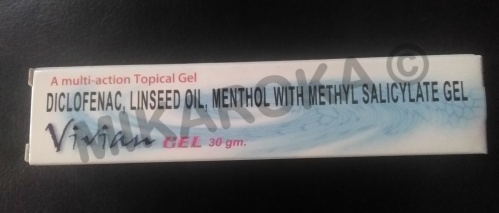 A multi-action Topical Gel
DICLOFENAC, LINSEED OIL, MENTHOL WITH METHYL SALICYLATE GEL
Vivian GEL 30 gm.
MIKAROKA ©